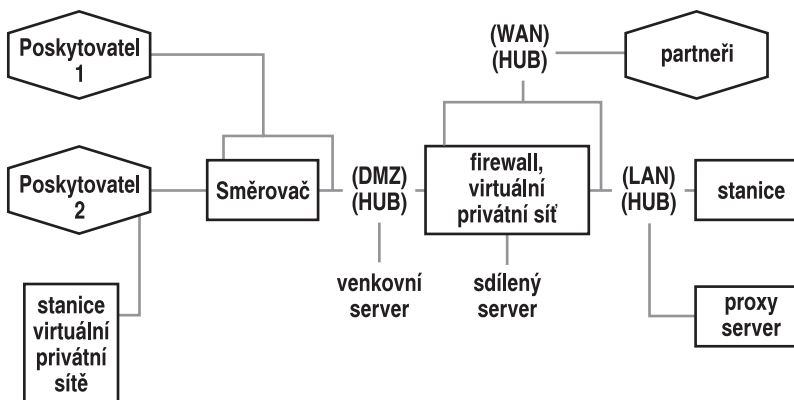 Poskytovatel
1
(WAN)
(HUB)
partneři
Poskytovatel
2
Směrovač
(DMZ)
(HUB)
firewall,
virtuální
privátní síť
(LAN)
(HUB)
stanice
venkovní
server
sdílený
server
stanice
virtuální
privátní
sítě
proxy
server